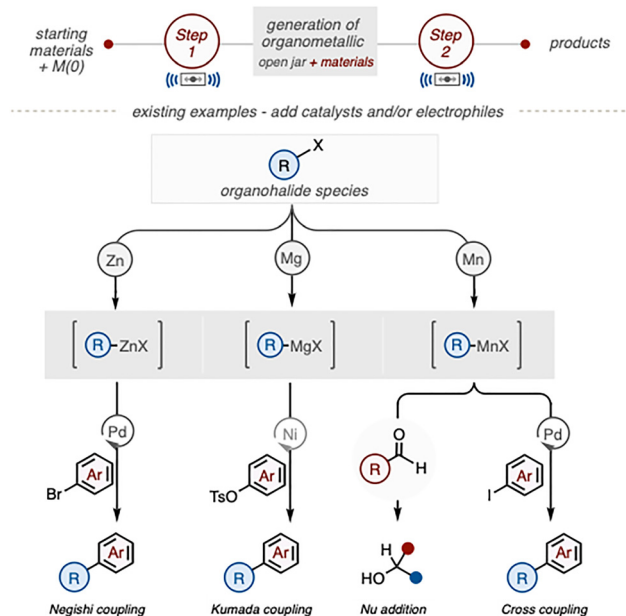 starting
materials
+ M(0)
Step
1
generation of
organometallic
open jar + materials
Step
2
products
existing examples - add catalysts and/or electrophiles
R
X
organohalide species
Zn
Mg
Mn
R-ZnX
R-MgX
R-MnX
Pd
Ni
O
R
H
Pd
Br
Ar
TsO
Ar
I
Ar
R
Ar
R
Ar
H
HO
R
Ar
Negishi coupling
Kumada coupling
Nu addition
Cross coupling